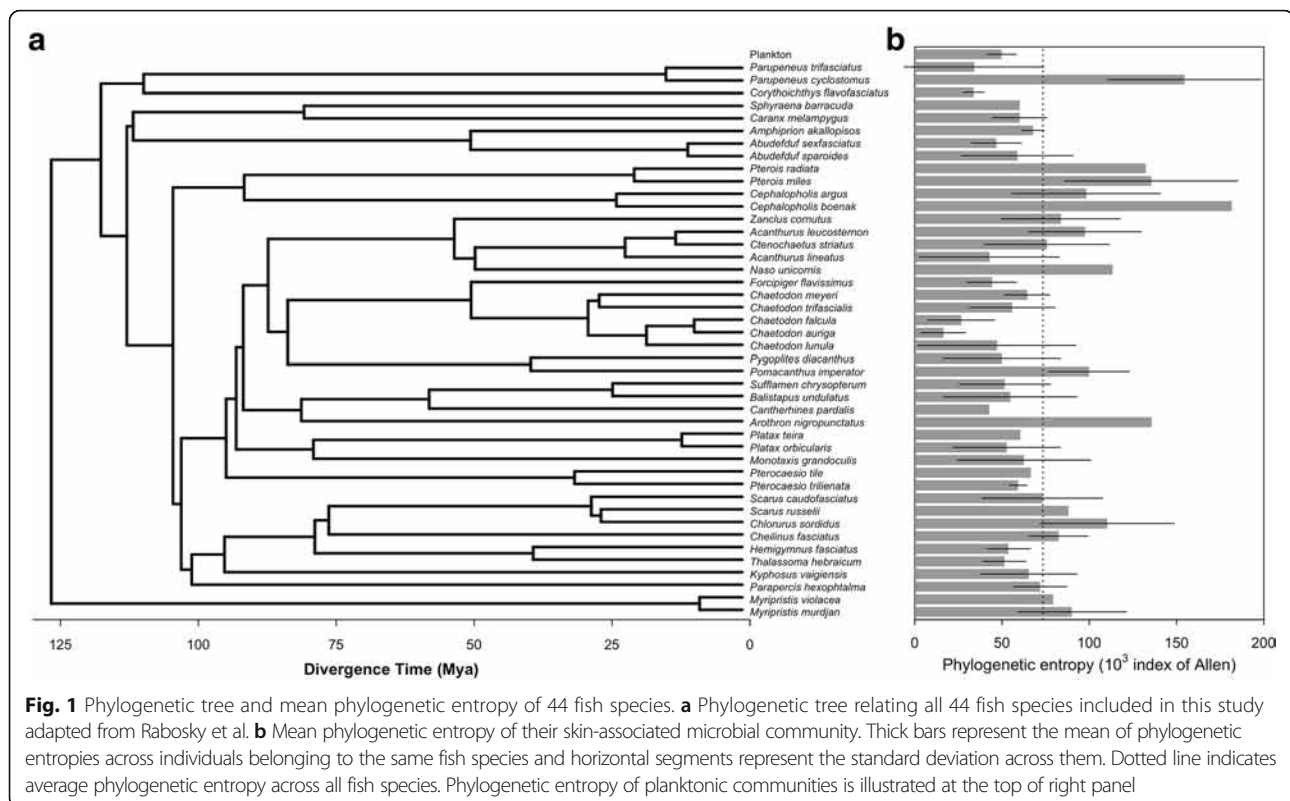 a
b
Plankton
Parupeneus trifasciatus
Parupeneus cyclostomus
Corythoichthys flavofasciatus
Sphyraena barracuda
Caranx melampygus
Amphiprion akallopisos
Abudefduf sexfasciatus
Abudefduf sparoides
Pterois radiata
Pterois miles
Cephalopholis argus
Cephalopholis boenak
Zanclus cornutus
Acanthurus leucosternon
Ctenochaetus striatus
Acanthurus lineatus
Naso unicornis
Forcipiger flavissimus
Chaetodon meyeri
Chaetodon trifascialis
Chaetodon falcula
Chaetodon auriga
Chaetodon lunula
Pygoplites diacanthus
Pomacanthus imperator
Sufflamen chrysopterum
Balistapus undulatus
Cantherhines pardalis
Arothron nigropunctatus
Platax teira
Platax orbicularis
Monotaxis grandoculis
Pterocaesio tile
Pterocaesio trilienata
Scarus caudofasciatus
Scarus russelii
Chlorurus sordidus
Cheilinus fasciatus
Hemigymnus fasciatus
Thalassoma hebraicum
Kyphosus vaigiensis
Parapercis hexophtalma
Myripristis violacea
Myripristis murdjan
125 100 75 50 25 0
Divergence Time (Mya)
0 50 100 150 200
Phylogenetic entropy (10³ index of Allen)
Fig. 1 Phylogenetic tree and mean phylogenetic entropy of 44 fish species. a Phylogenetic tree relating all 44 fish species included in this study
adapted from Rabosky et al. b Mean phylogenetic entropy of their skin-associated microbial community. Thick bars represent the mean of phylogenetic
entropies across individuals belonging to the same fish species and horizontal segments represent the standard deviation across them. Dotted line indicates
average phylogenetic entropy across all fish species. Phylogenetic entropy of planktonic communities is illustrated at the top of right panel